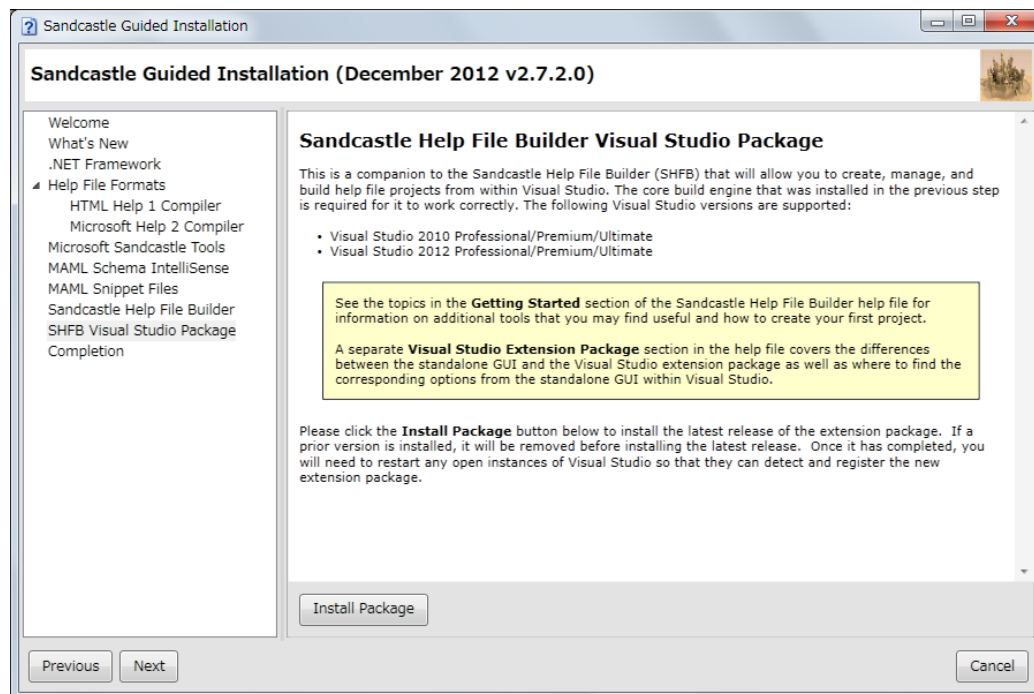 Sandcastle Guided Installation
Sandcastle Guided Installation (December 2012 v2.7.2.0)
Welcome
What's New
.NET Framework
Help File Formats
HTML Help 1 Compiler
Microsoft Help 2 Compiler
Microsoft Sandcastle Tools
MAML Schema IntelliSense
MAML Snippet Files
Sandcastle Help File Builder
SHFB Visual Studio Package
Completion
Sandcastle Help File Builder Visual Studio Package
This is a companion to the Sandcastle Help File Builder (SHFB) that will allow you to create, manage, and
build help file projects from within Visual Studio. The core build engine that was installed in the previous step
is required for it to work correctly. The following Visual Studio versions are supported:
• Visual Studio 2010 Professional/Premium/Ultimate
• Visual Studio 2012 Professional/Premium/Ultimate
See the topics in the Getting Started section of the Sandcastle Help File Builder help file for
information on additional tools that you may find useful and how to create your first project.
A separate Visual Studio Extension Package section in the help file covers the differences
between the standalone GUI and the Visual Studio extension package as well as where to find the
corresponding options from the standalone GUI within Visual Studio.
Please click the Install Package button below to install the latest release of the extension package. If a
prior version is installed, it will be removed before installing the latest release. Once it has completed, you
will need to restart any open instances of Visual Studio so that they can detect and register the new
extension package.
Install Package
Previous
Next
Cancel